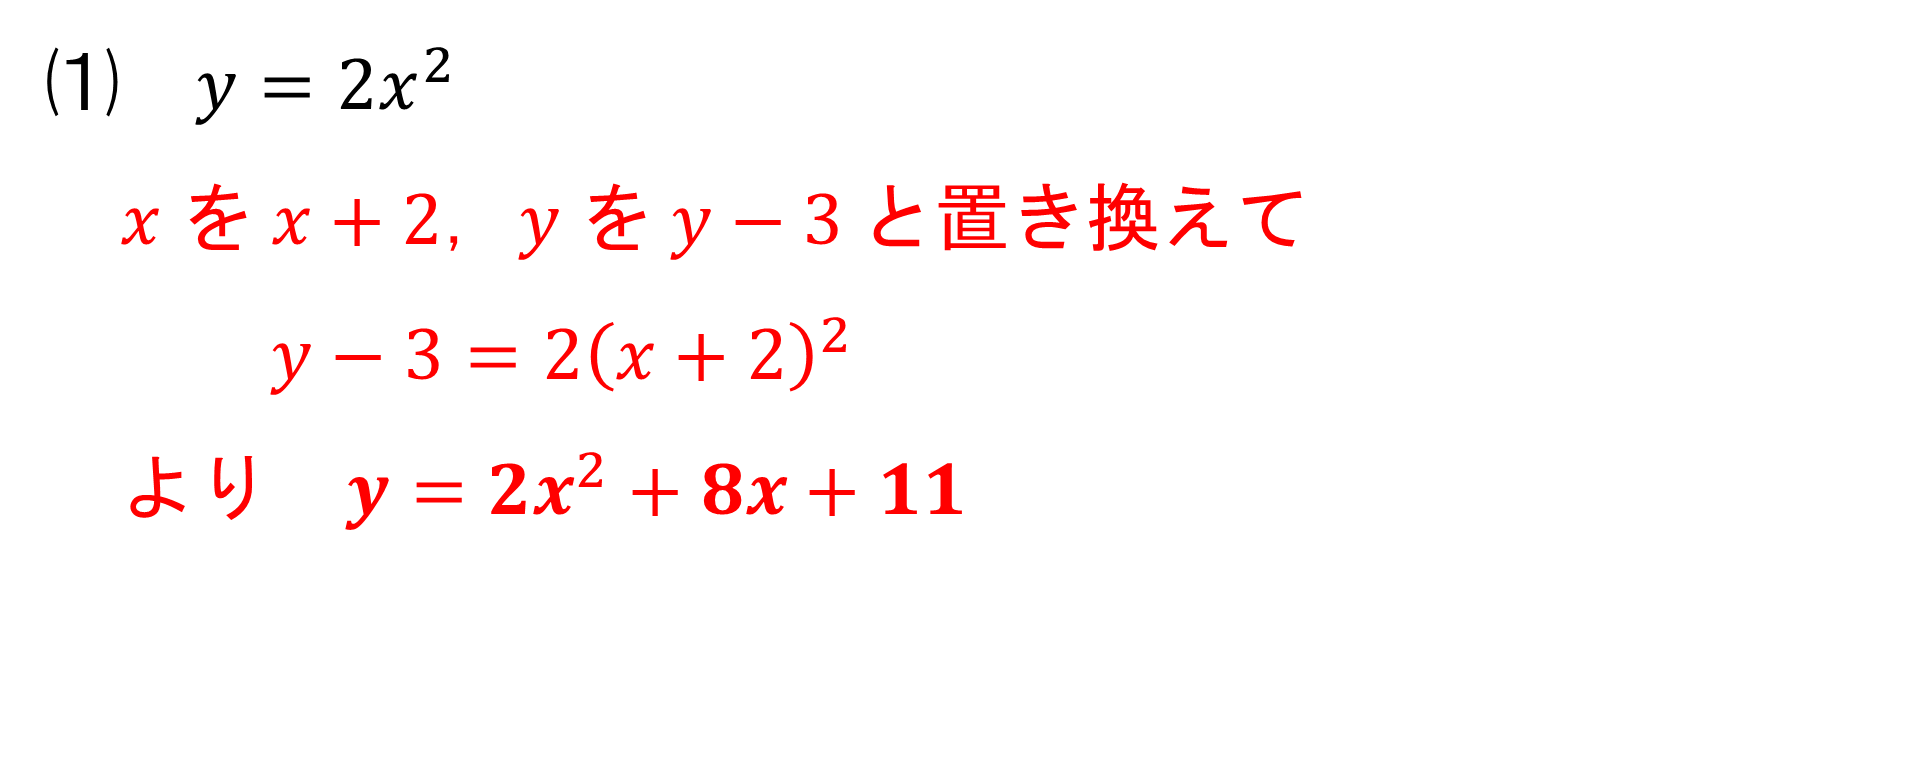 (1) y = 2x²
x を x + 2, y を y − 3 と置き換えて
y − 3 = 2(x + 2)²
より y = 2x² + 8x + 11